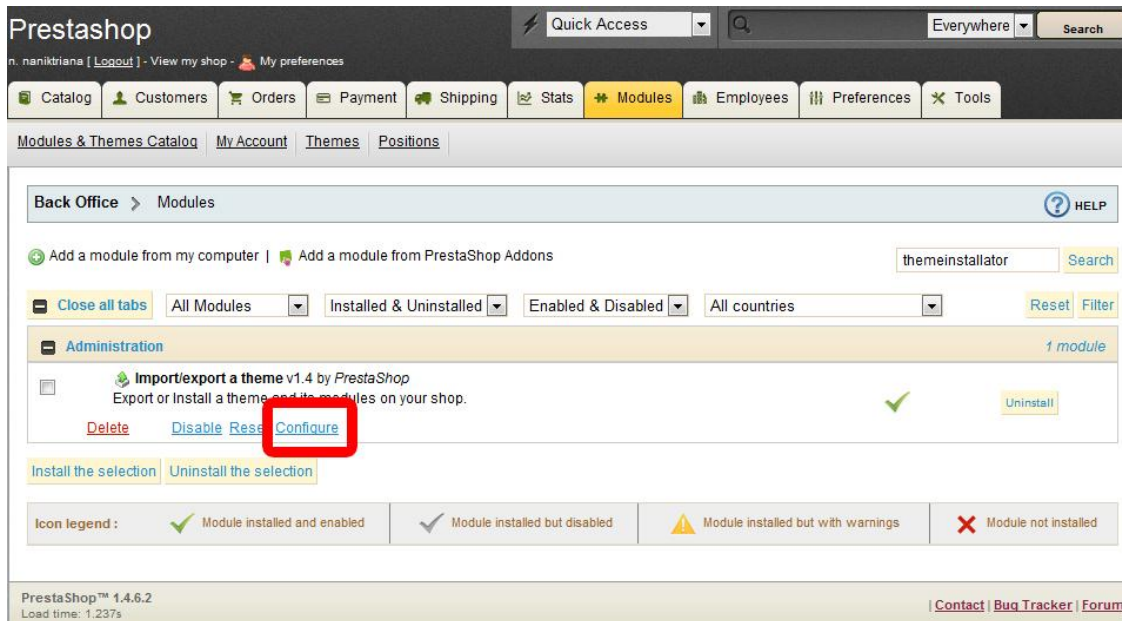 Prestashop
Quick Access
Everywhere
Search
n. naniktriana [ Logout ] - View my shop - My preferences
Catalog Customers Orders Payment Shipping Stats Modules Employees Preferences Tools
Modules & Themes Catalog My Account Themes Positions
Back Office > Modules
HELP
Add a module from my computer | Add a module from PrestaShop Addons
themeinstallator Search
Close all tabs All Modules Installed & Uninstalled Enabled & Disabled All countries Reset Filter
Administration 1 module
Import/export a theme v1.4 by PrestaShop
Export or Install a theme and its modules on your shop.
Uninstall
Delete Disable Rese Configure
Install the selection Uninstall the selection
Icon legend : Module installed and enabled Module installed but disabled Module installed but with warnings Module not installed
PrestaShop™ 1.4.6.2
Load time: 1.237s
| Contact | Bug Tracker | Forum